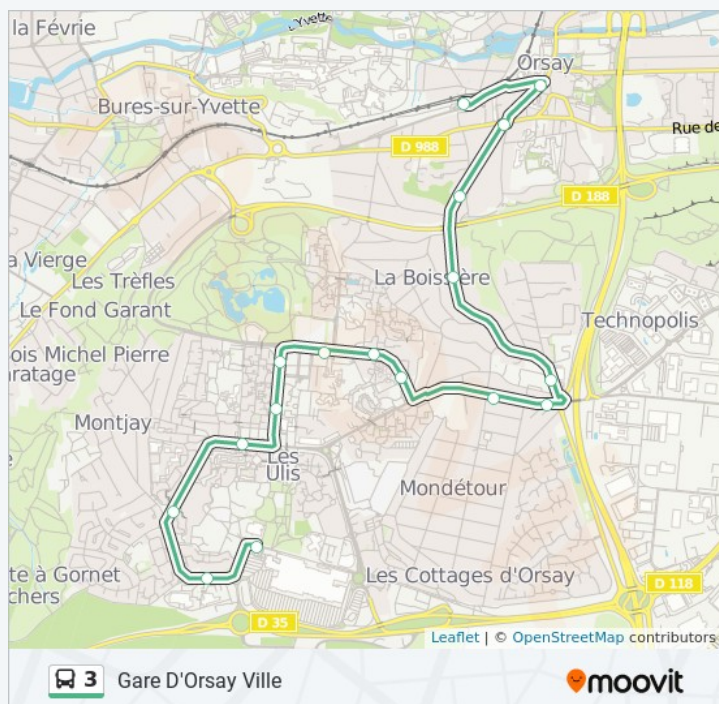 la Févrie
L'Yvette
Orsay
Bures-sur-Yvette
D 988
Rue de
D 188
a Vierge
Les Trèfles
La Boissière
Le Fond Garant
Technopolis
ois Michel Pierre
aratage
Montjay
Les
Ulis
Mondétour
te à Gornet
chers
Les Cottages d'Orsay
D 118
D 35
Leaflet | © OpenStreetMap contributors
3 Gare D'Orsay Ville
moovit